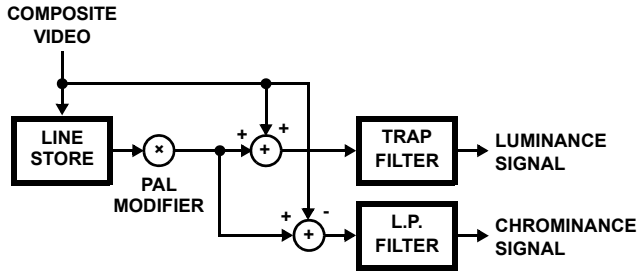 COMPOSITE
VIDEO
LINE
STORE
×
PAL
MODIFIER
+
+
+
TRAP
FILTER
LUMINANCE
SIGNAL
+
-
+
L.P.
FILTER
CHROMINANCE
SIGNAL